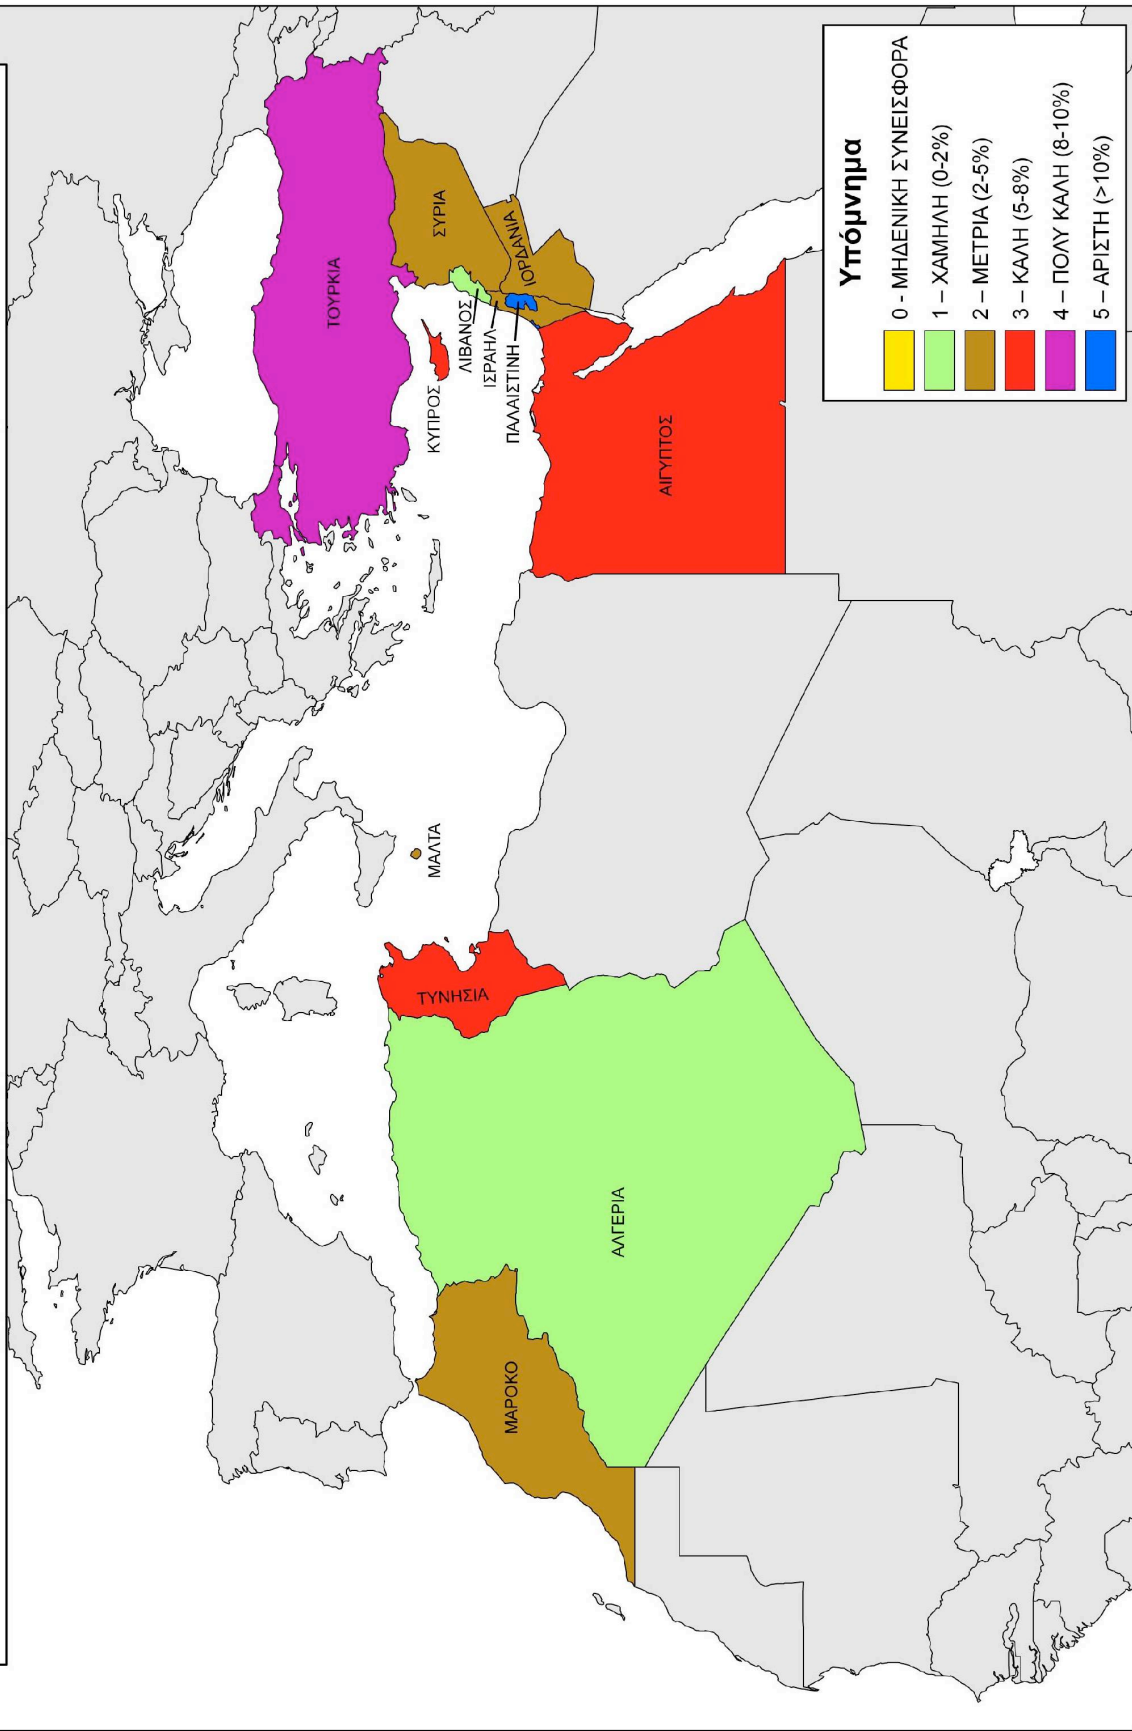 ΤΟΥΡΚΙΑ
ΣΥΡΙΑ
ΚΥΠΡΟΣ
ΛΙΒΑΝΟΣ
ΙΣΡΑΗΛ
ΠΑΛΑΙΣΤΙΝΗ
ΙΟΡΔΑΝΙΑ
ΑΙΓΥΠΤΟΣ
ΜΑΛΤΑ
ΤΥΝΗΣΙΑ
ΑΛΓΕΡΙΑ
ΜΑΡΟΚΟ
Υπόμνημα
0 - ΜΗΔΕΝΙΚΗ ΣΥΝΕΙΣΦΟΡΑ
1 – ΧΑΜΗΛΗ (0-2%)
2 – ΜΕΤΡΙΑ (2-5%)
3 – ΚΑΛΗ (5-8%)
4 – ΠΟΛΥ ΚΑΛΗ (8-10%)
5 – ΑΡΙΣΤΗ (>10%)